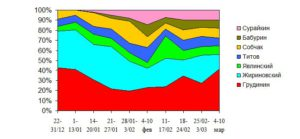 100%
90%
80%
70%
60%
50%
40%
30%
20%
10%
0%
22- 1- 14- 21- 28-01/ 4-10 11- 18- 25-02/ 4-10
31/12 13/01 20/01 27/01 3/02 фев 17/02 24/02 3/03 мар
Сурайкин
Бабурин
Собчак
Титов
Явлинский
Жириновский
Грудинин